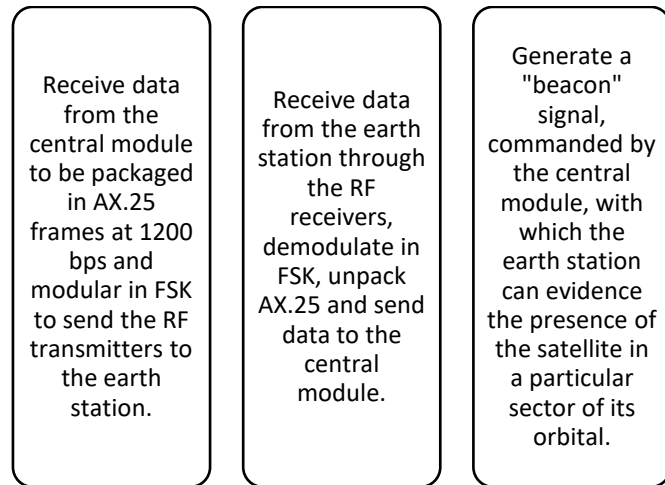 Receive data
from the
central module
to be packaged
in AX.25
frames at 1200
bps and
modular in FSK
to send the RF
transmitters to
the earth
station.
Receive data
from the earth
station through
the RF
receivers,
demodulate in
FSK, unpack
AX.25 and send
data to the
central
module.
Generate a
"beacon"
signal,
commanded by
the central
module, with
which the
earth station
can evidence
the presence of
the satellite in
a particular
sector of its
orbital.